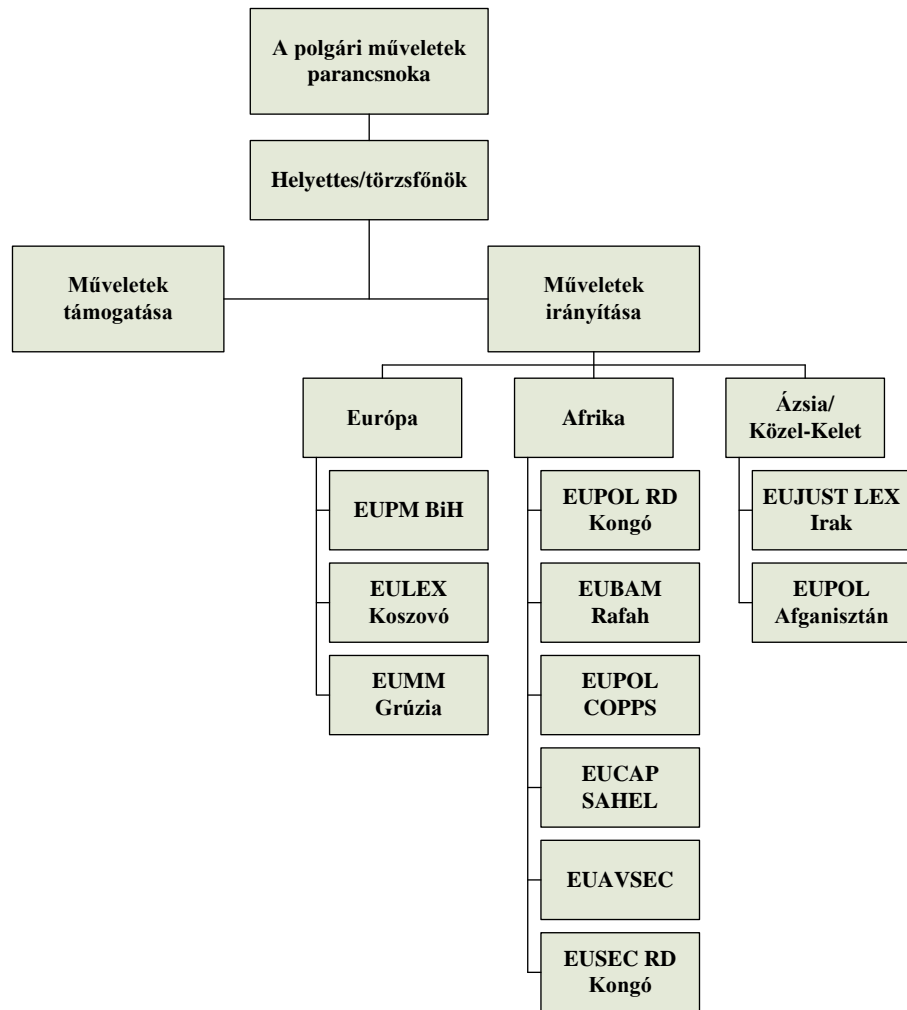 A polgári műveletek
parancsnoka
Helyettes/törzsfőnök
Műveletek
támogatása
Műveletek
irányítása
Európa
Afrika
Ázsia/
Közel-Kelet
EUPM BiH
EULEX
Koszovó
EUMM
Grúzia
EUPOL RD
Kongó
EUBAM
Rafah
EUPOL
COPPS
EUCAP
SAHEL
EUAVSEC
EUSEC RD
Kongó
EUJUST LEX
Irak
EUPOL
Afganisztán